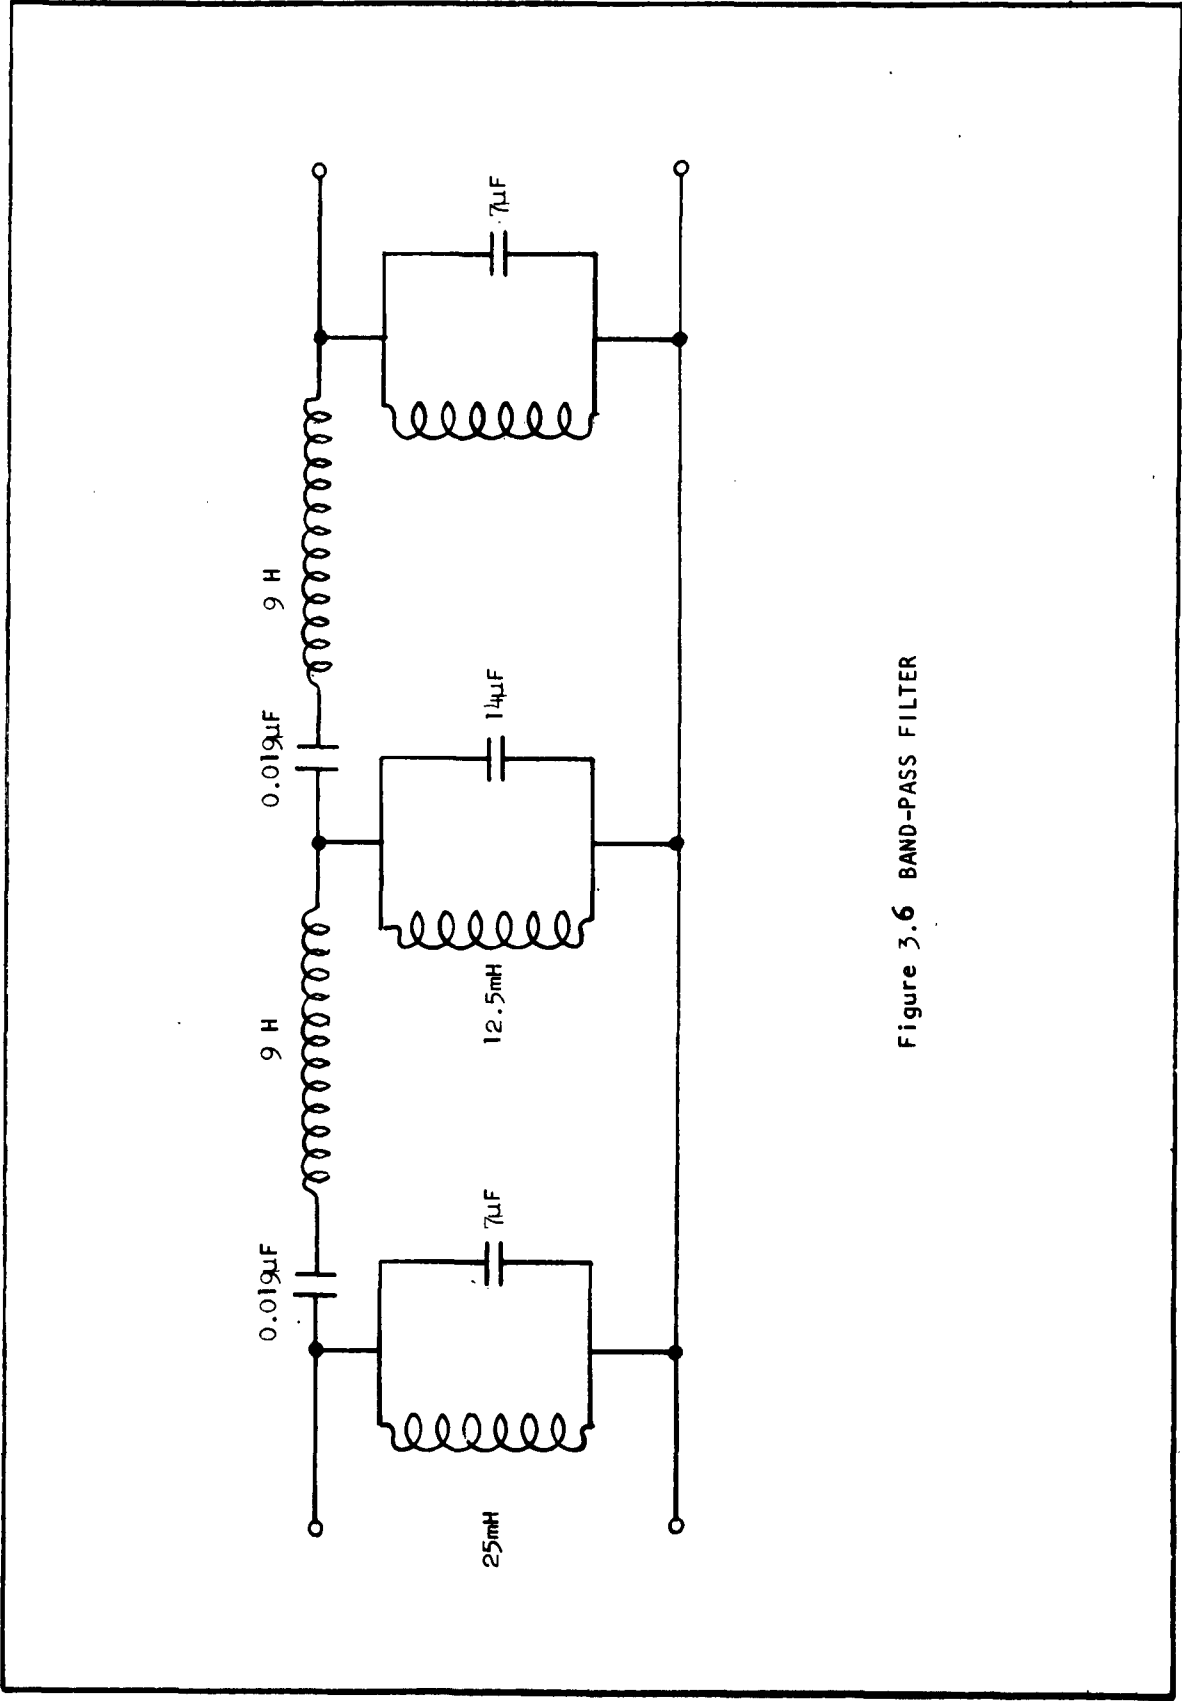 0.019µF
9 H
0.019µF
9 H
25mH
7µF
12.5mH
14µF
7µF
Figure 3.6 BAND-PASS FILTER